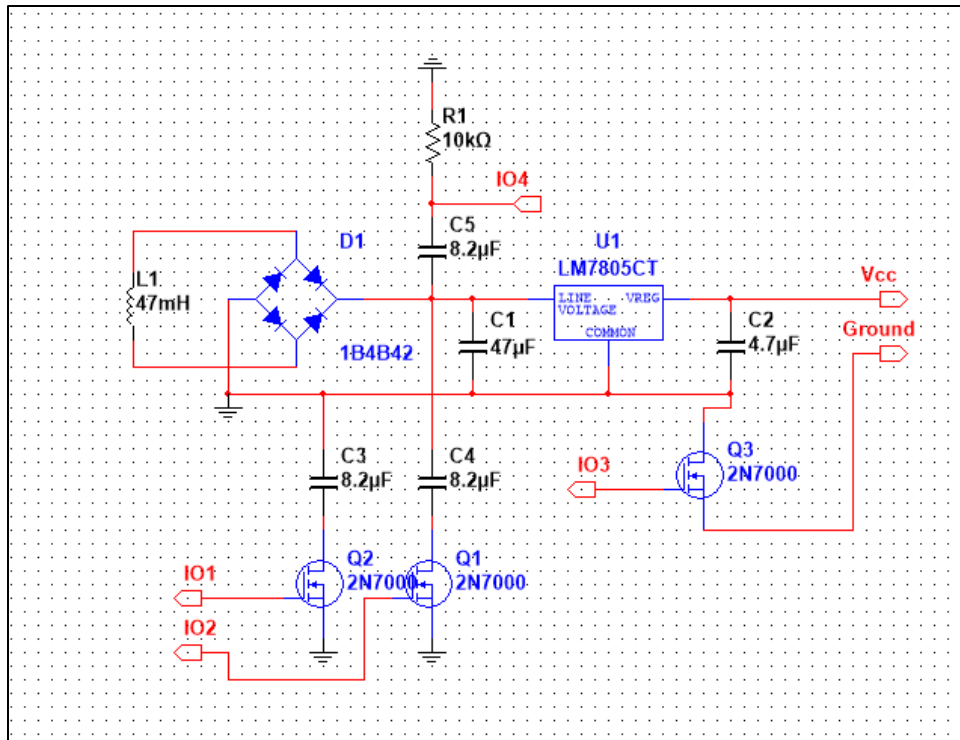 R1
10kΩ
IO4
C5
8.2µF
D1
U1
LM7805CT
LINE VREG
VOLTAGE
COMMON
Vcc
Ground
L1
47mH
1B4B42
C1
47µF
C2
4.7µF
C3
8.2µF
C4
8.2µF
IO3
Q3
2N7000
Q2
2N7000
Q1
2N7000
IO1
IO2